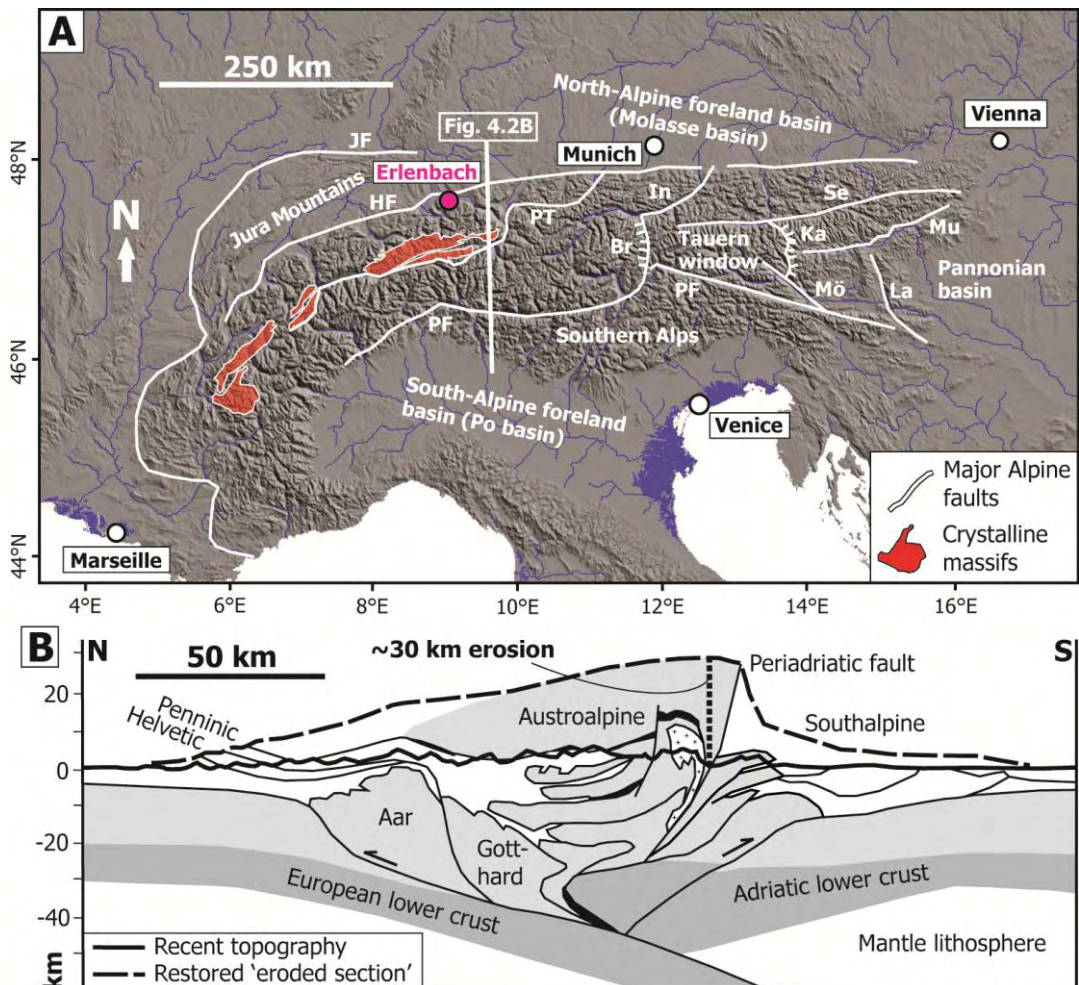 A
250 km
North-Alpine foreland basin
(Molasse basin)
Vienna
Fig. 4.2B
JF
Munich
48°N
Erlenbach
Jura Mountains
HF
In
Se
N
PT
Br
Tauern
window
Ka
Mu
Pannonian
basin
PF
PF
Mö
La
46°N
Southern Alps
South-Alpine foreland
basin (Po basin)
Venice
Major Alpine
faults
Crystalline
massifs
44°N
Marseille
4°E
6°E
8°E
10°E
12°E
14°E
16°E
B
N
S
50 km
~30 km erosion
Periadriatic fault
20
Penninic
Helvetic
Austroalpine
Southalpine
0
Aar
Gott-
hard
-20
European lower crust
Adriatic lower crust
-40
Mantle lithosphere
km
Recent topography
Restored ‘eroded section’